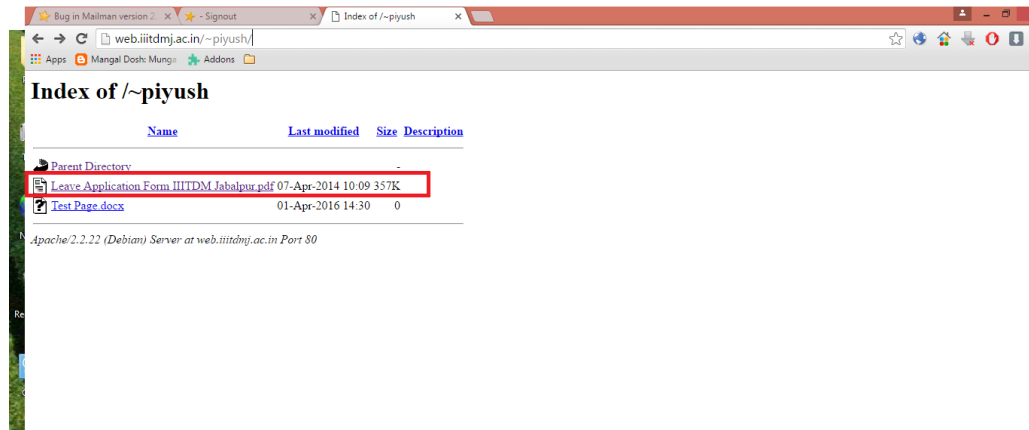 Bug in Mailman version 2. - Signout Index of /~piyush
web.iiitdmj.ac.in/~piyush/
Apps Mangal Dosh: Munga Addons
Index of /~piyush
Name Last modified Size Description
Parent Directory -
Leave Application Form IIITDM Jabalpur.pdf 07-Apr-2014 10:09 357K
Test Page.docx 01-Apr-2016 14:30 0
Apache/2.2.22 (Debian) Server at web.iiitdmj.ac.in Port 80
Re